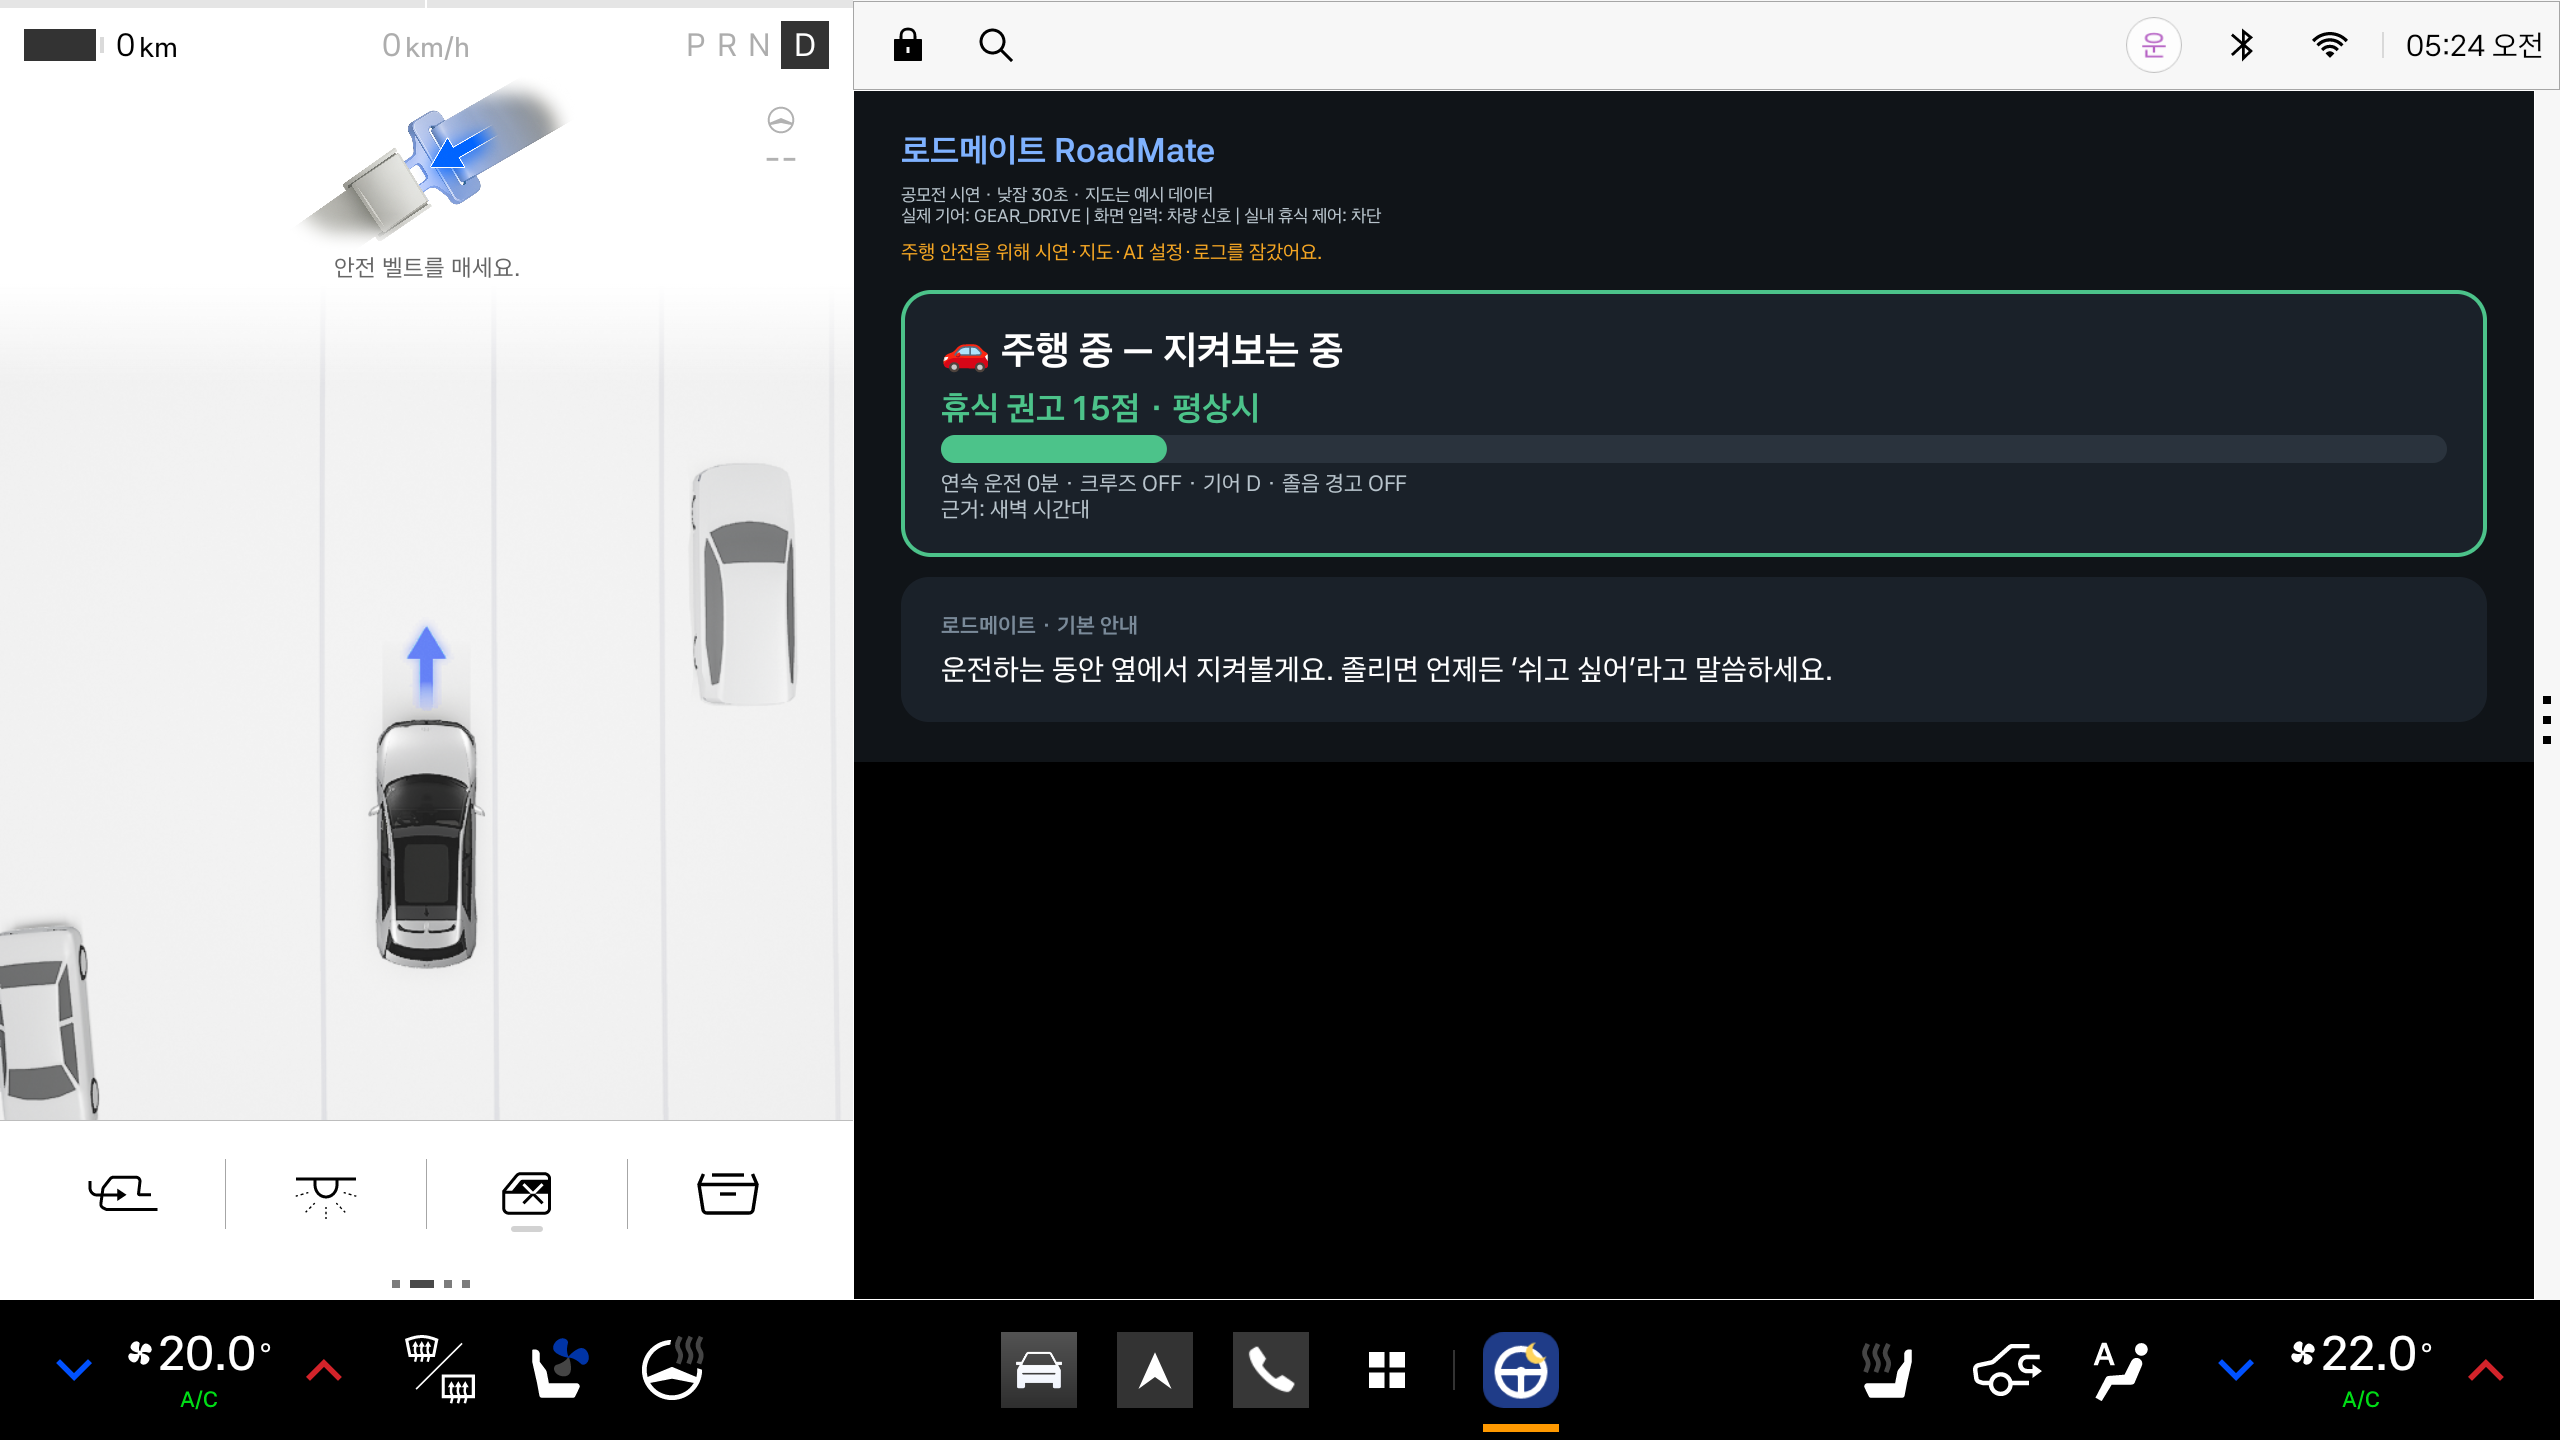 0 km
0 km/h
P R N D
안전 벨트를 매세요.
운
05:24 오전
로드메이트 RoadMate
공모전 시연 · 낮잠 30초 · 지도는 예시 데이터
실제 기어: GEAR_DRIVE | 화면 입력: 차량 신호 | 실내 휴식 제어: 차단
주행 안전을 위해 시연·지도·AI 설정·로그를 잠갔어요.
주행 중 — 지켜보는 중
휴식 권고 15점 · 평상시
연속 운전 0분 · 크루즈 OFF · 기어 D · 졸음 경고 OFF
근거: 새벽 시간대
로드메이트 · 기본 안내
운전하는 동안 옆에서 지켜볼게요. 졸리면 언제든 '쉬고 싶어'라고 말씀하세요.
20.0°
A/C
A
22.0°
A/C